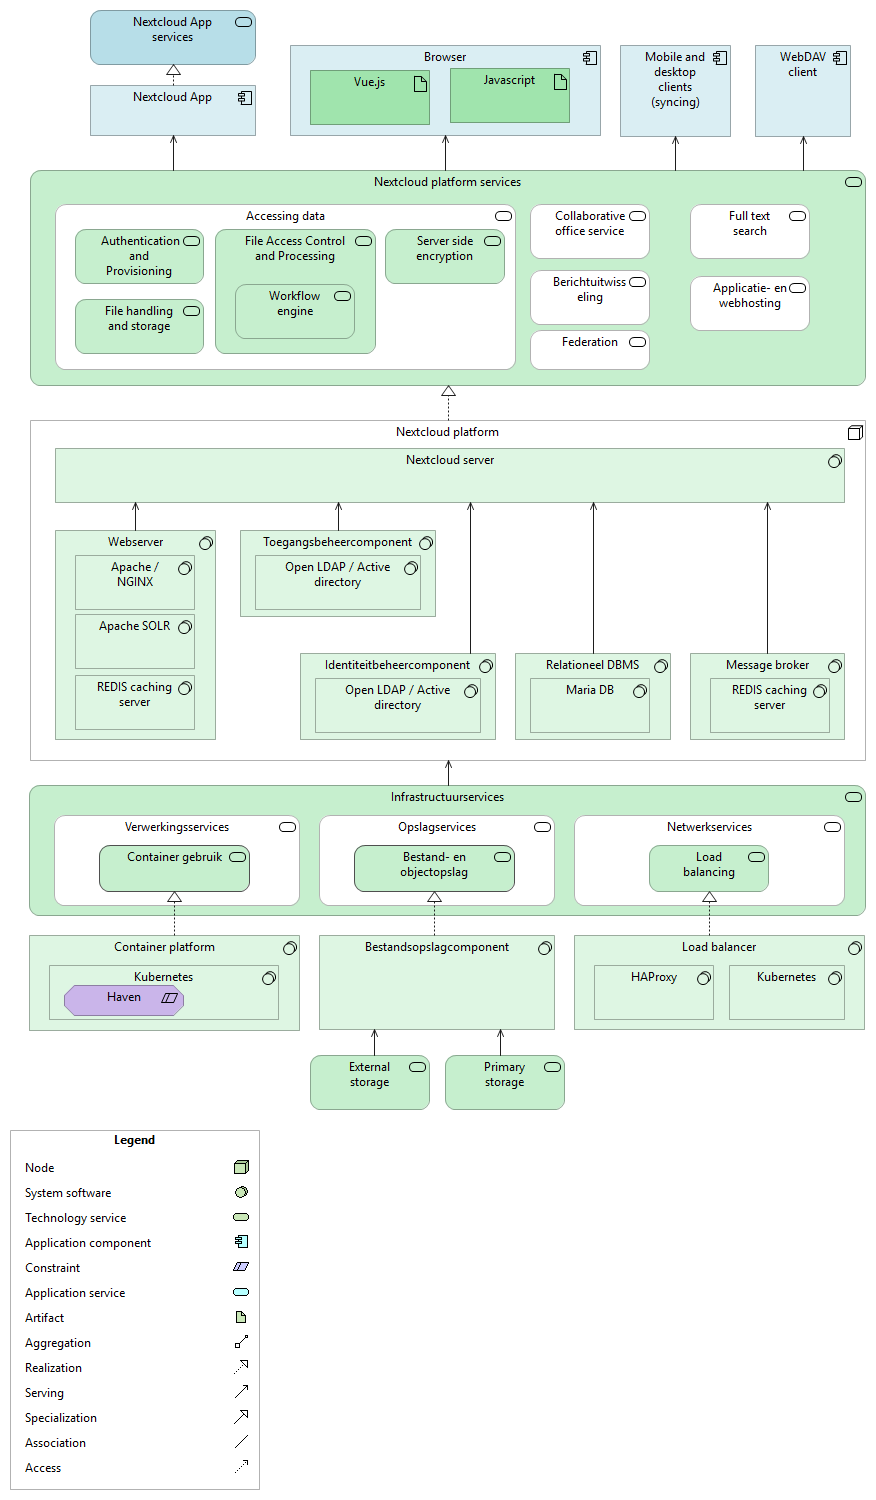 Nextcloud App
services
Nextcloud App
Browser
Vue.js
Javascript
Mobile and
desktop
clients
(syncing)
WebDAV
client
Nextcloud platform services
Accessing data
Authentication
and
Provisioning
File handling
and storage
File Access Control
and Processing
Workflow
engine
Server side
encryption
Collaborative
office service
Berichtuitwiss
eling
Federation
Full text
search
Applicatie- en
webhosting
Nextcloud platform
Nextcloud server
Webserver
Apache /
NGINX
Apache SOLR
REDIS caching
server
Toegangsbeheercomponent
Open LDAP / Active
directory
Identiteitbeheercomponent
Open LDAP / Active
directory
Relationeel DBMS
Maria DB
Message broker
REDIS caching
server
Infrastructuurservices
Verwerkingsservices
Container gebruik
Opslagservices
Bestand- en
objectopslag
Netwerkservices
Load
balancing
Container platform
Kubernetes
Haven
Bestandsopslagcomponent
Load balancer
HAProxy
Kubernetes
External
storage
Primary
storage
Legend
Node
System software
Technology service
Application component
Constraint
Application service
Artifact
Aggregation
Realization
Serving
Specialization
Association
Access